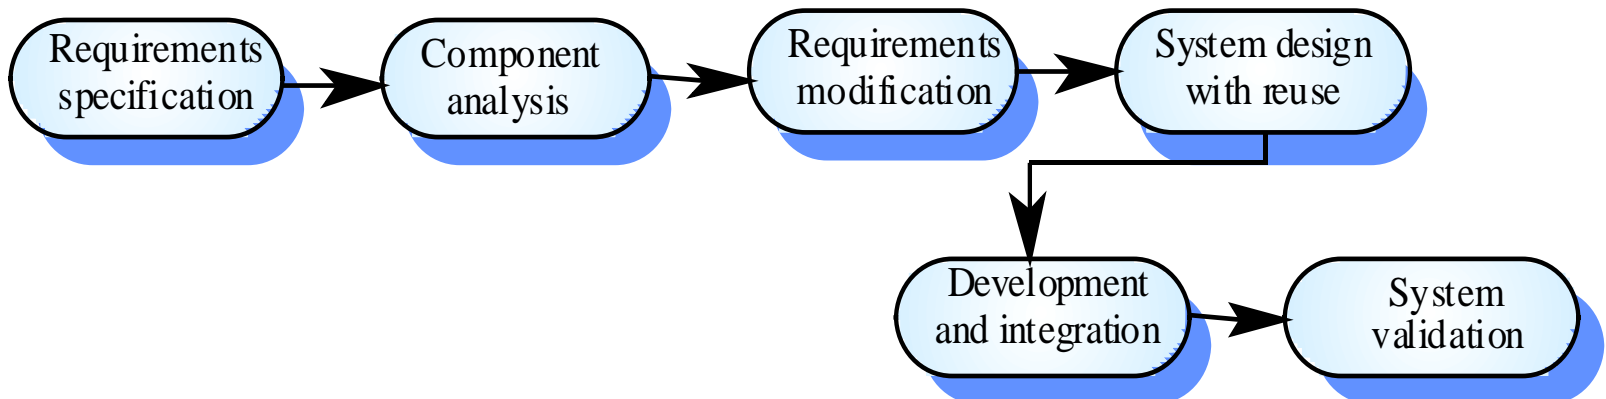 Requirements
specification
Component
analysis
Requirements
modification
System design
with reuse
Development
and integration
System
validation